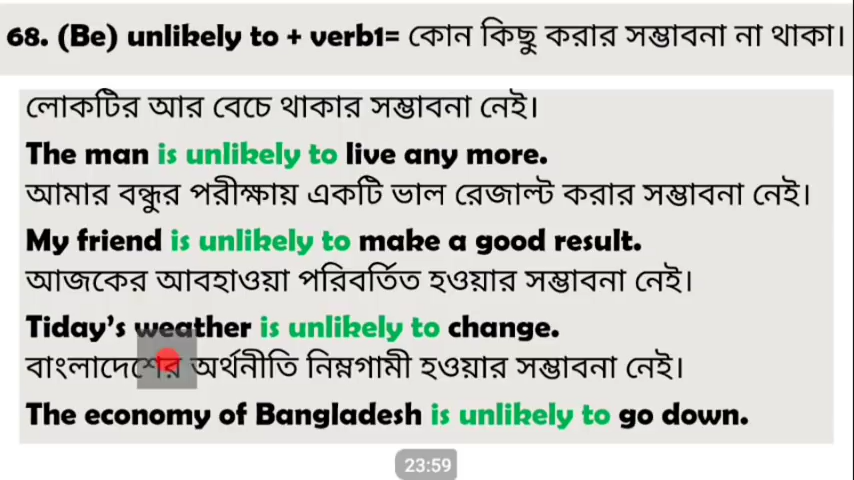 68. (Be) unlikely to + verb1= কোন কিছু করার সম্ভাবনা না থাকা।
লোকটির আর বেচে থাকার সম্ভাবনা নেই।
The man is unlikely to live any more.
আমার বন্ধুর পরীক্ষায় একটি ভাল রেজাল্ট করার সম্ভাবনা নেই।
My friend is unlikely to make a good result.
আজকের আবহাওয়া পরিবর্তিত হওয়ার সম্ভাবনা নেই।
Tiday’s weather is unlikely to change.
বাংলাদেশের অর্থনীতি নিম্নগামী হওয়ার সম্ভাবনা নেই।
The economy of Bangladesh is unlikely to go down.
23:59